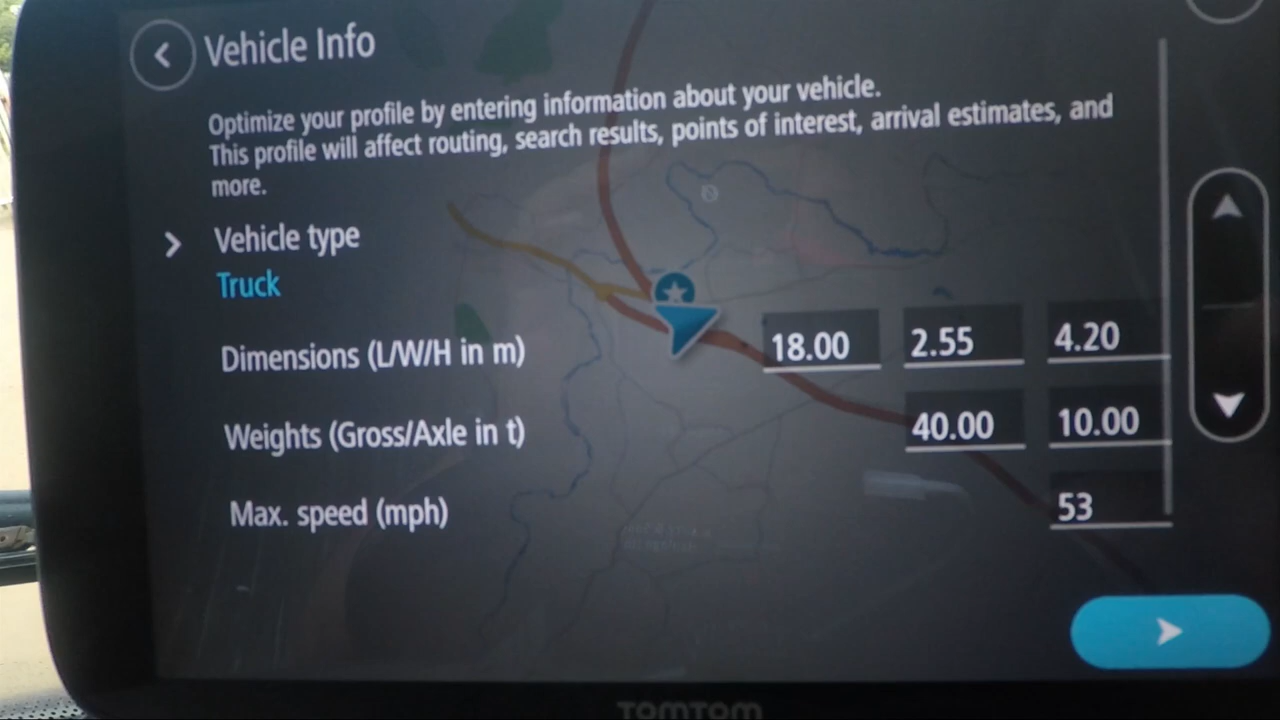 Vehicle Info
Optimize your profile by entering information about your vehicle.
This profile will affect routing, search results, points of interest, arrival estimates, and
more.
Vehicle type
Truck
Dimensions (L/W/H in m) 18.00 2.55 4.20
Weights (Gross/Axle in t) 40.00 10.00
Max. speed (mph) 53
TOMTOM